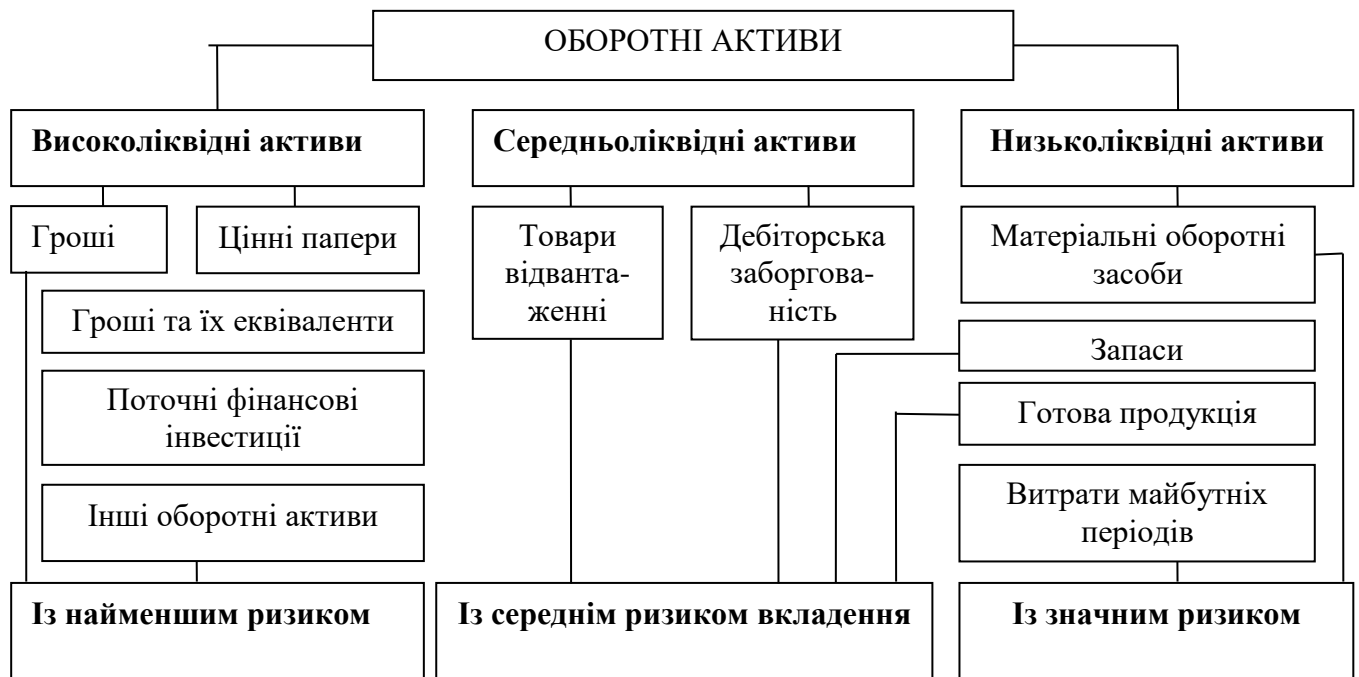 ОБОРОТНІ АКТИВИ
Високоліквідні активи
Середньоліквідні активи
Низьколіквідні активи
Гроші
Цінні папери
Товари
відванта-
женні
Дебіторська
заборгова-
ність
Матеріальні оборотні
засоби
Гроші та їх еквіваленти
Запаси
Поточні фінансові
інвестиції
Готова продукція
Інші оборотні активи
Витрати майбутніх
періодів
Із найменшим ризиком
Із середнім ризиком вкладення
Із значним ризиком